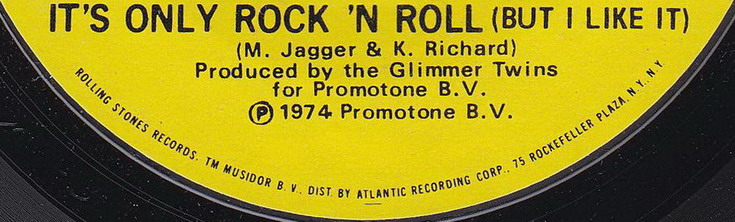 IT'S ONLY ROCK 'N ROLL (BUT I LIKE IT)
(M. Jagger & K. Richard)
Produced by the Glimmer Twins
for Promotone B.V.
Ⓟ 1974 Promotone B.V.
ROLLING STONES RECORDS, TM MUSIDOR B.V., DIST. BY ATLANTIC RECORDING CORP., 75 ROCKEFELLER PLAZA, N.Y., N.Y.